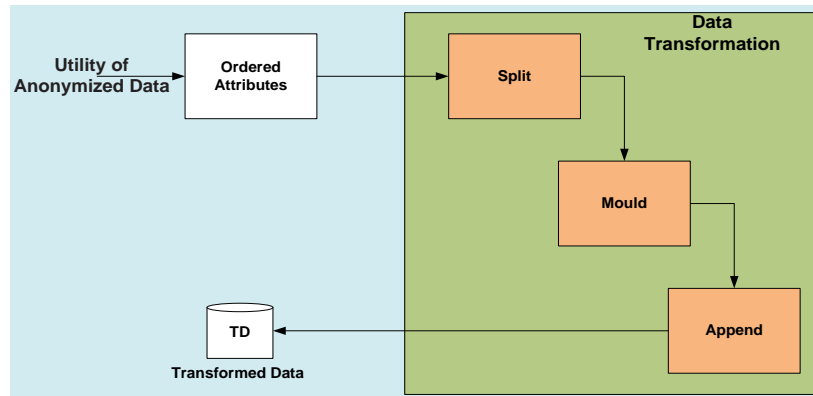 Data
Transformation
Utility of
Anonymized Data
Ordered
Attributes
Split
Mould
Append
TD
Transformed Data